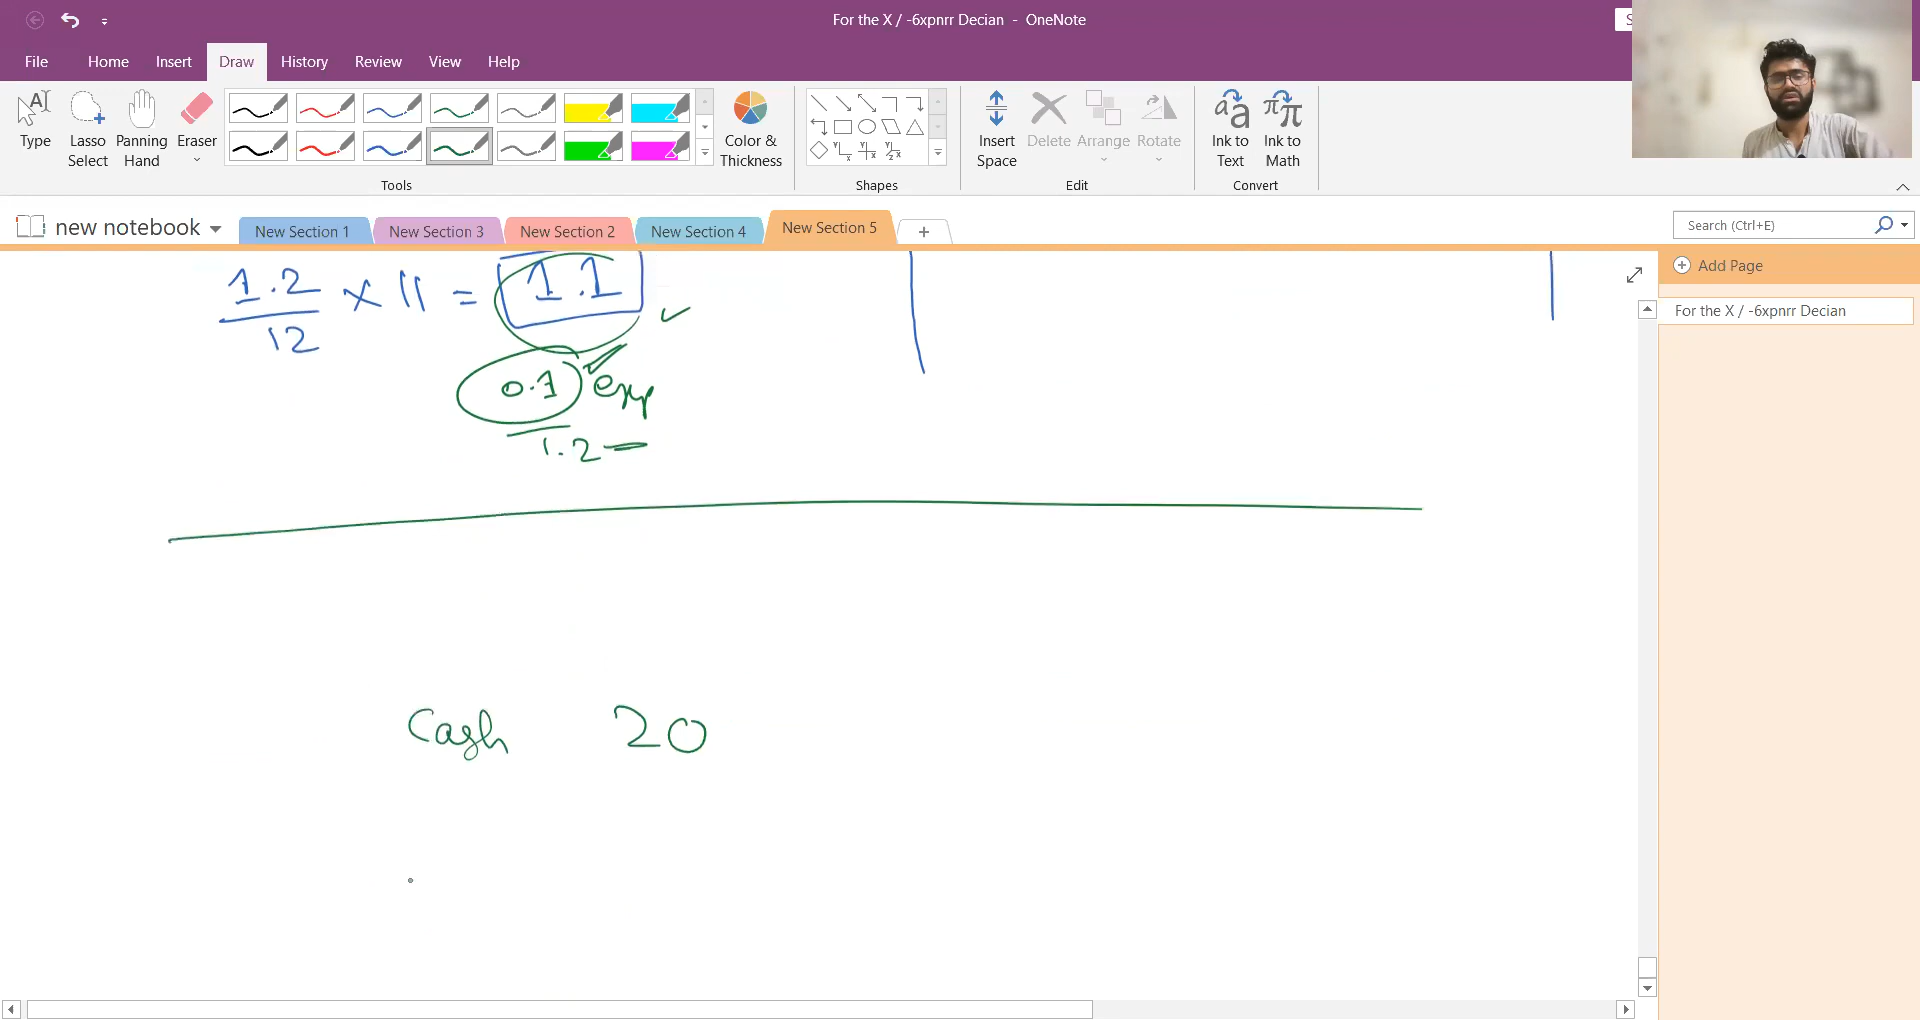 For the X / -6xpnrr Decian - OneNote
File Home Insert Draw History Review View Help
Type
Lasso Select
Panning Hand
Eraser
Color & Thickness
Insert Space
Delete
Arrange
Rotate
Ink to Text
Ink to Math
Tools
Shapes
Edit
Convert
new notebook
New Section 1
New Section 3
New Section 2
New Section 4
New Section 5
Search (Ctrl+E)
Add Page
For the X / -6xpnrr Decian
1.2 / 12 × 11 = 1.1
0.1 exp
1.2
Cash 20